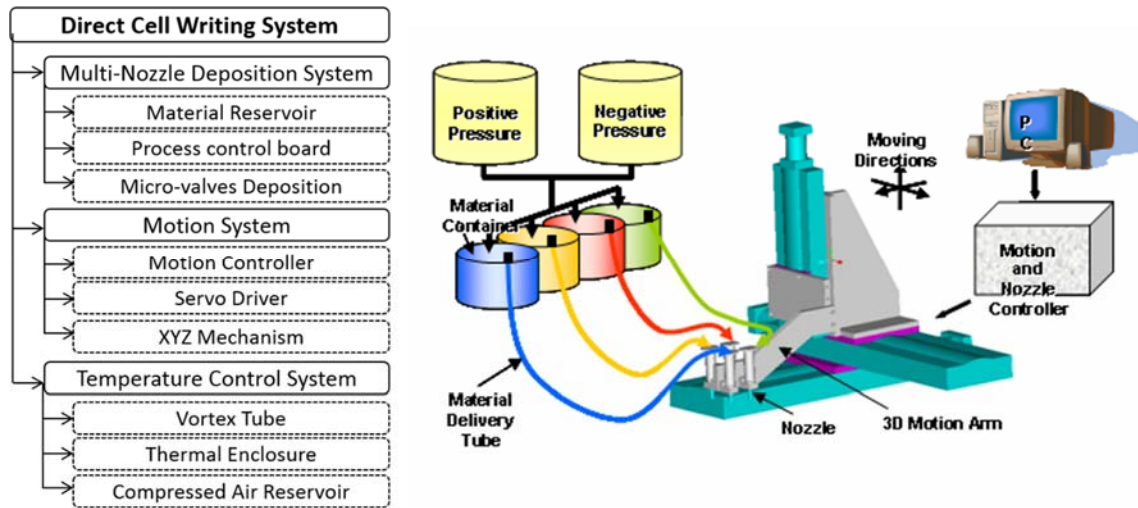 Direct Cell Writing System
Multi-Nozzle Deposition System
Material Reservoir
Process control board
Micro-valves Deposition
Motion System
Motion Controller
Servo Driver
XYZ Mechanism
Temperature Control System
Vortex Tube
Thermal Enclosure
Compressed Air Reservoir
Positive
Pressure
Negative
Pressure
Moving
Directions
P
C
Material
Container
Motion
and
Nozzle
Controller
Material
Delivery
Tube
Nozzle
3D Motion Arm